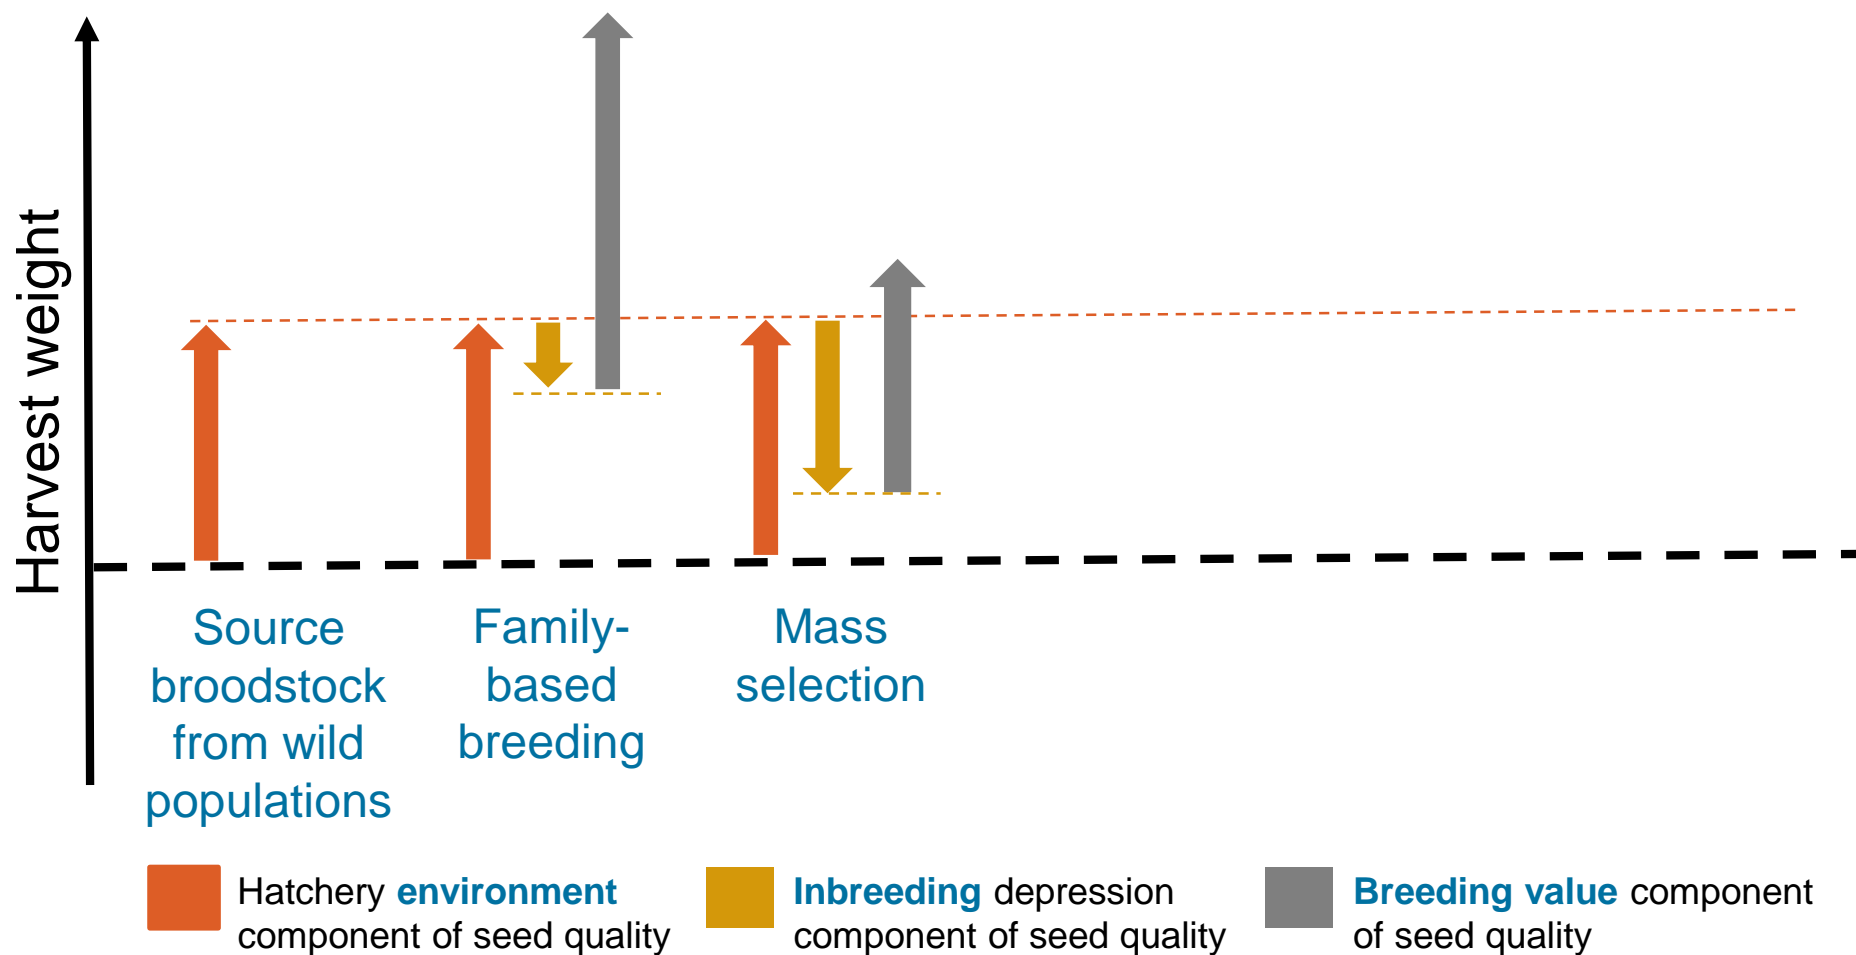 Harvest weight
Source
broodstock
from wild
populations
Family-
based
breeding
Mass
selection
Hatchery environment
component of seed quality
Inbreeding depression
component of seed quality
Breeding value component
of seed quality